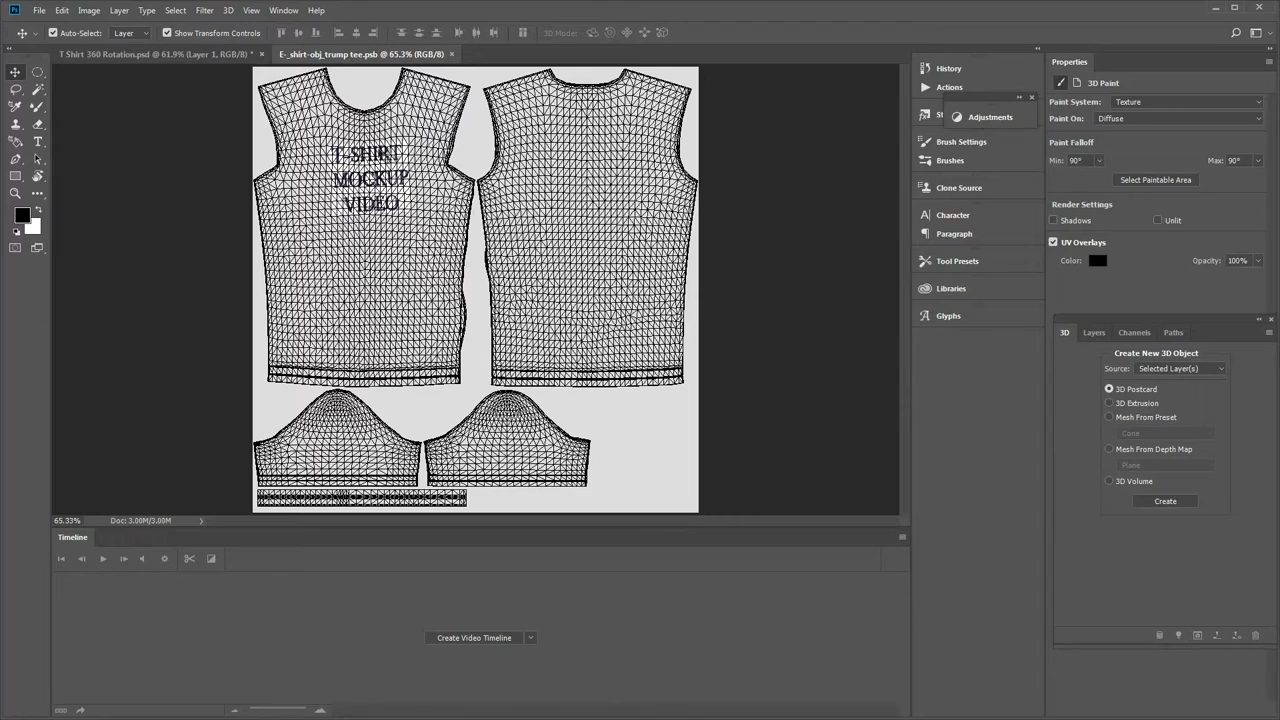 Ps File Edit Image Layer Type Select Filter 3D View Window Help
Auto-Select: Layer Show Transform Controls 3D Mode:
T Shirt 360 Rotation.psd @ 61.9% (Layer 1, RGB/8) * × E-_shirt-obj_trump tee.psb @ 65.3% (RGB/8) ×
T-SHIRT
MOCKUP
VIDEO
65.33% Doc: 3.00M/3.00M
Timeline
Create Video Timeline
History
Actions
St
Adjustments
Brush Settings
Brushes
Clone Source
Character
Paragraph
Tool Presets
Libraries
Glyphs
Properties
3D Paint
Paint System: Texture
Paint On: Diffuse
Paint Falloff
Min: 90° Max: 90°
Select Paintable Area
Render Settings
Shadows Unlit
UV Overlays
Color: Opacity: 100%
3D Layers Channels Paths
Create New 3D Object
Source: Selected Layer(s)
3D Postcard
3D Extrusion
Mesh From Preset
Cone
Mesh From Depth Map
Plane
3D Volume
Create